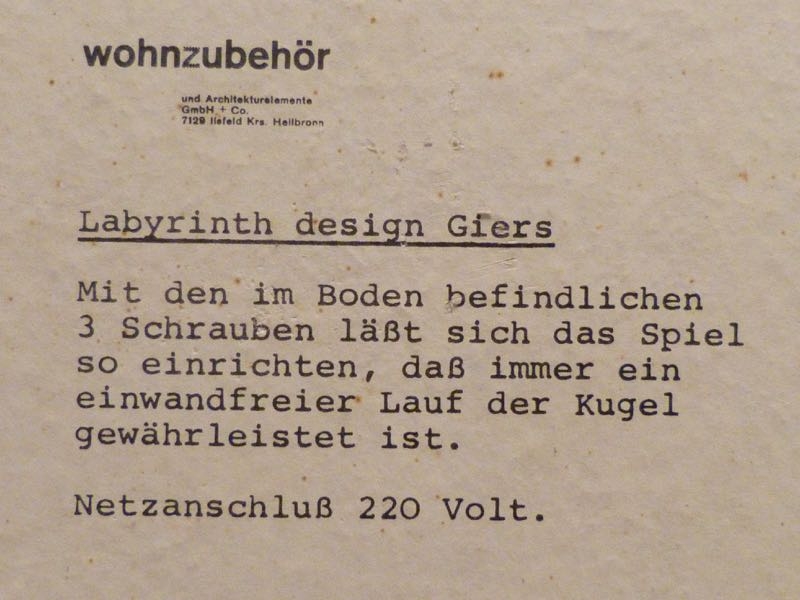 wohnzubehör
und Architekturelemente
GmbH + Co.
7129 Ilsfeld Krs. Heilbronn
Labyrinth design Giers
Mit den im Boden befindlichen
3 Schrauben läßt sich das Spiel
so einrichten, daß immer ein
einwandfreier Lauf der Kugel
gewährleistet ist.
Netzanschluß 220 Volt.